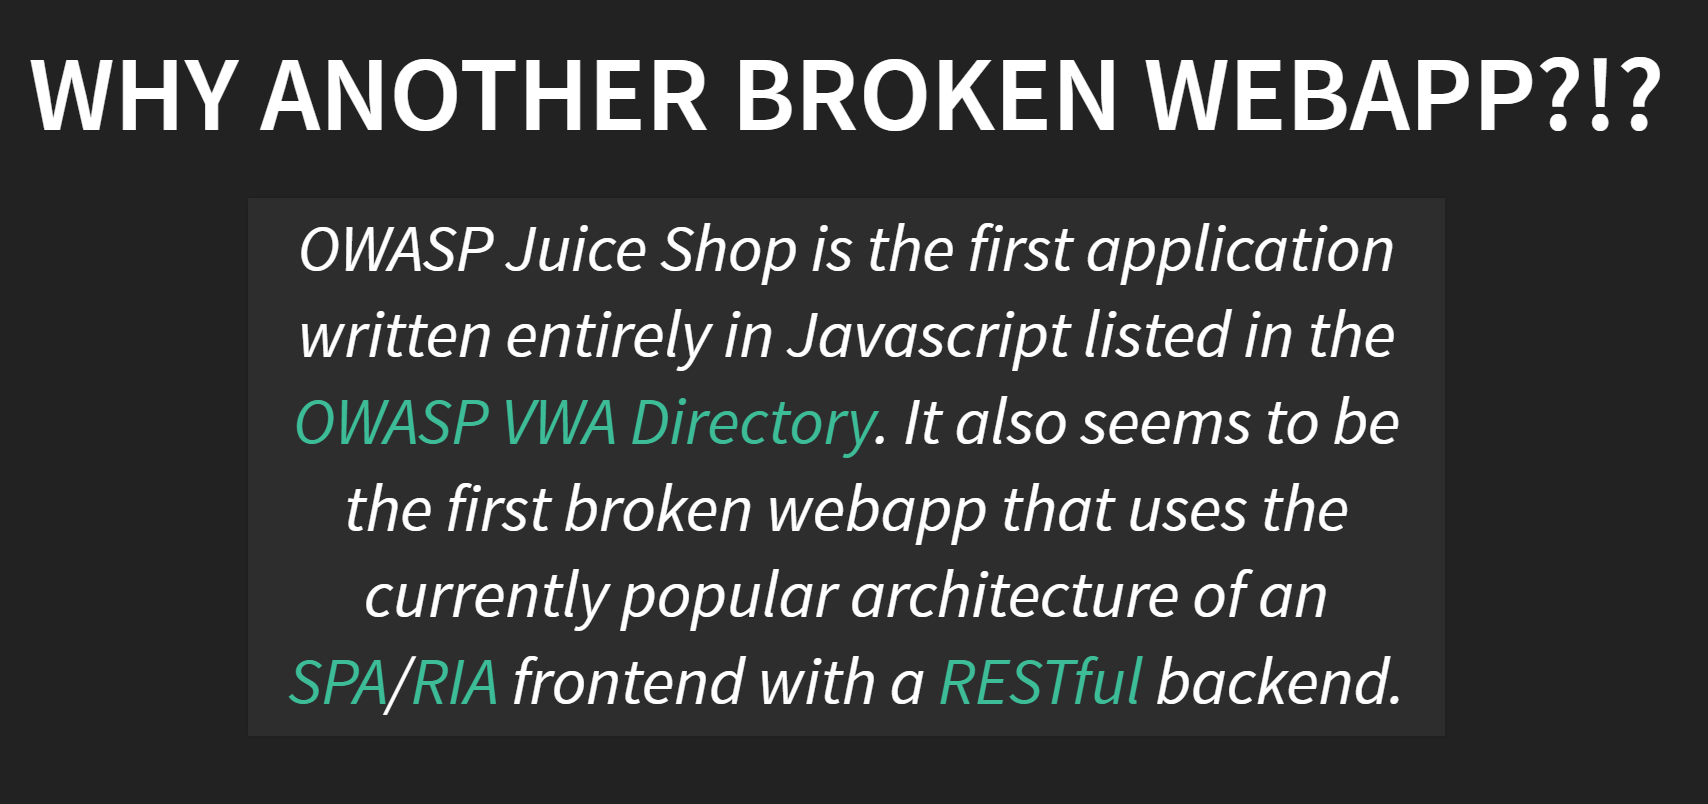 WHY ANOTHER BROKEN WEBAPP?!?
OWASP Juice Shop is the first application
written entirely in Javascript listed in the
OWASP VWA Directory. It also seems to be
the first broken webapp that uses the
currently popular architecture of an
SPA/RIA frontend with a RESTful backend.